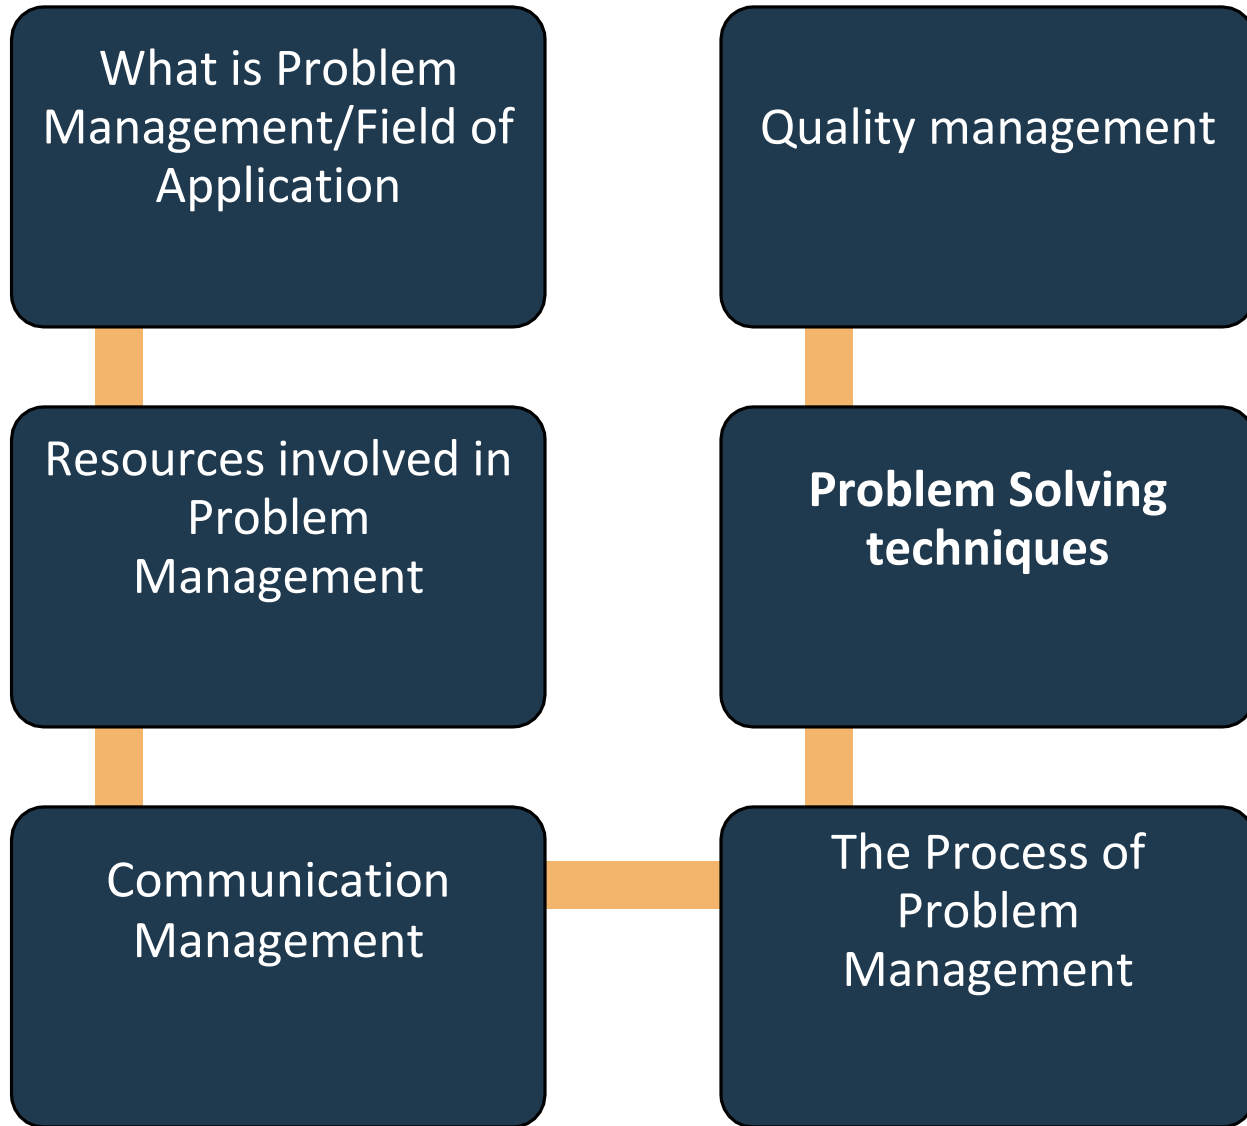 What is Problem
Management/Field of
Application
Resources involved in
Problem
Management
Communication
Management
The Process of
Problem
Management
Problem Solving
techniques
Quality management